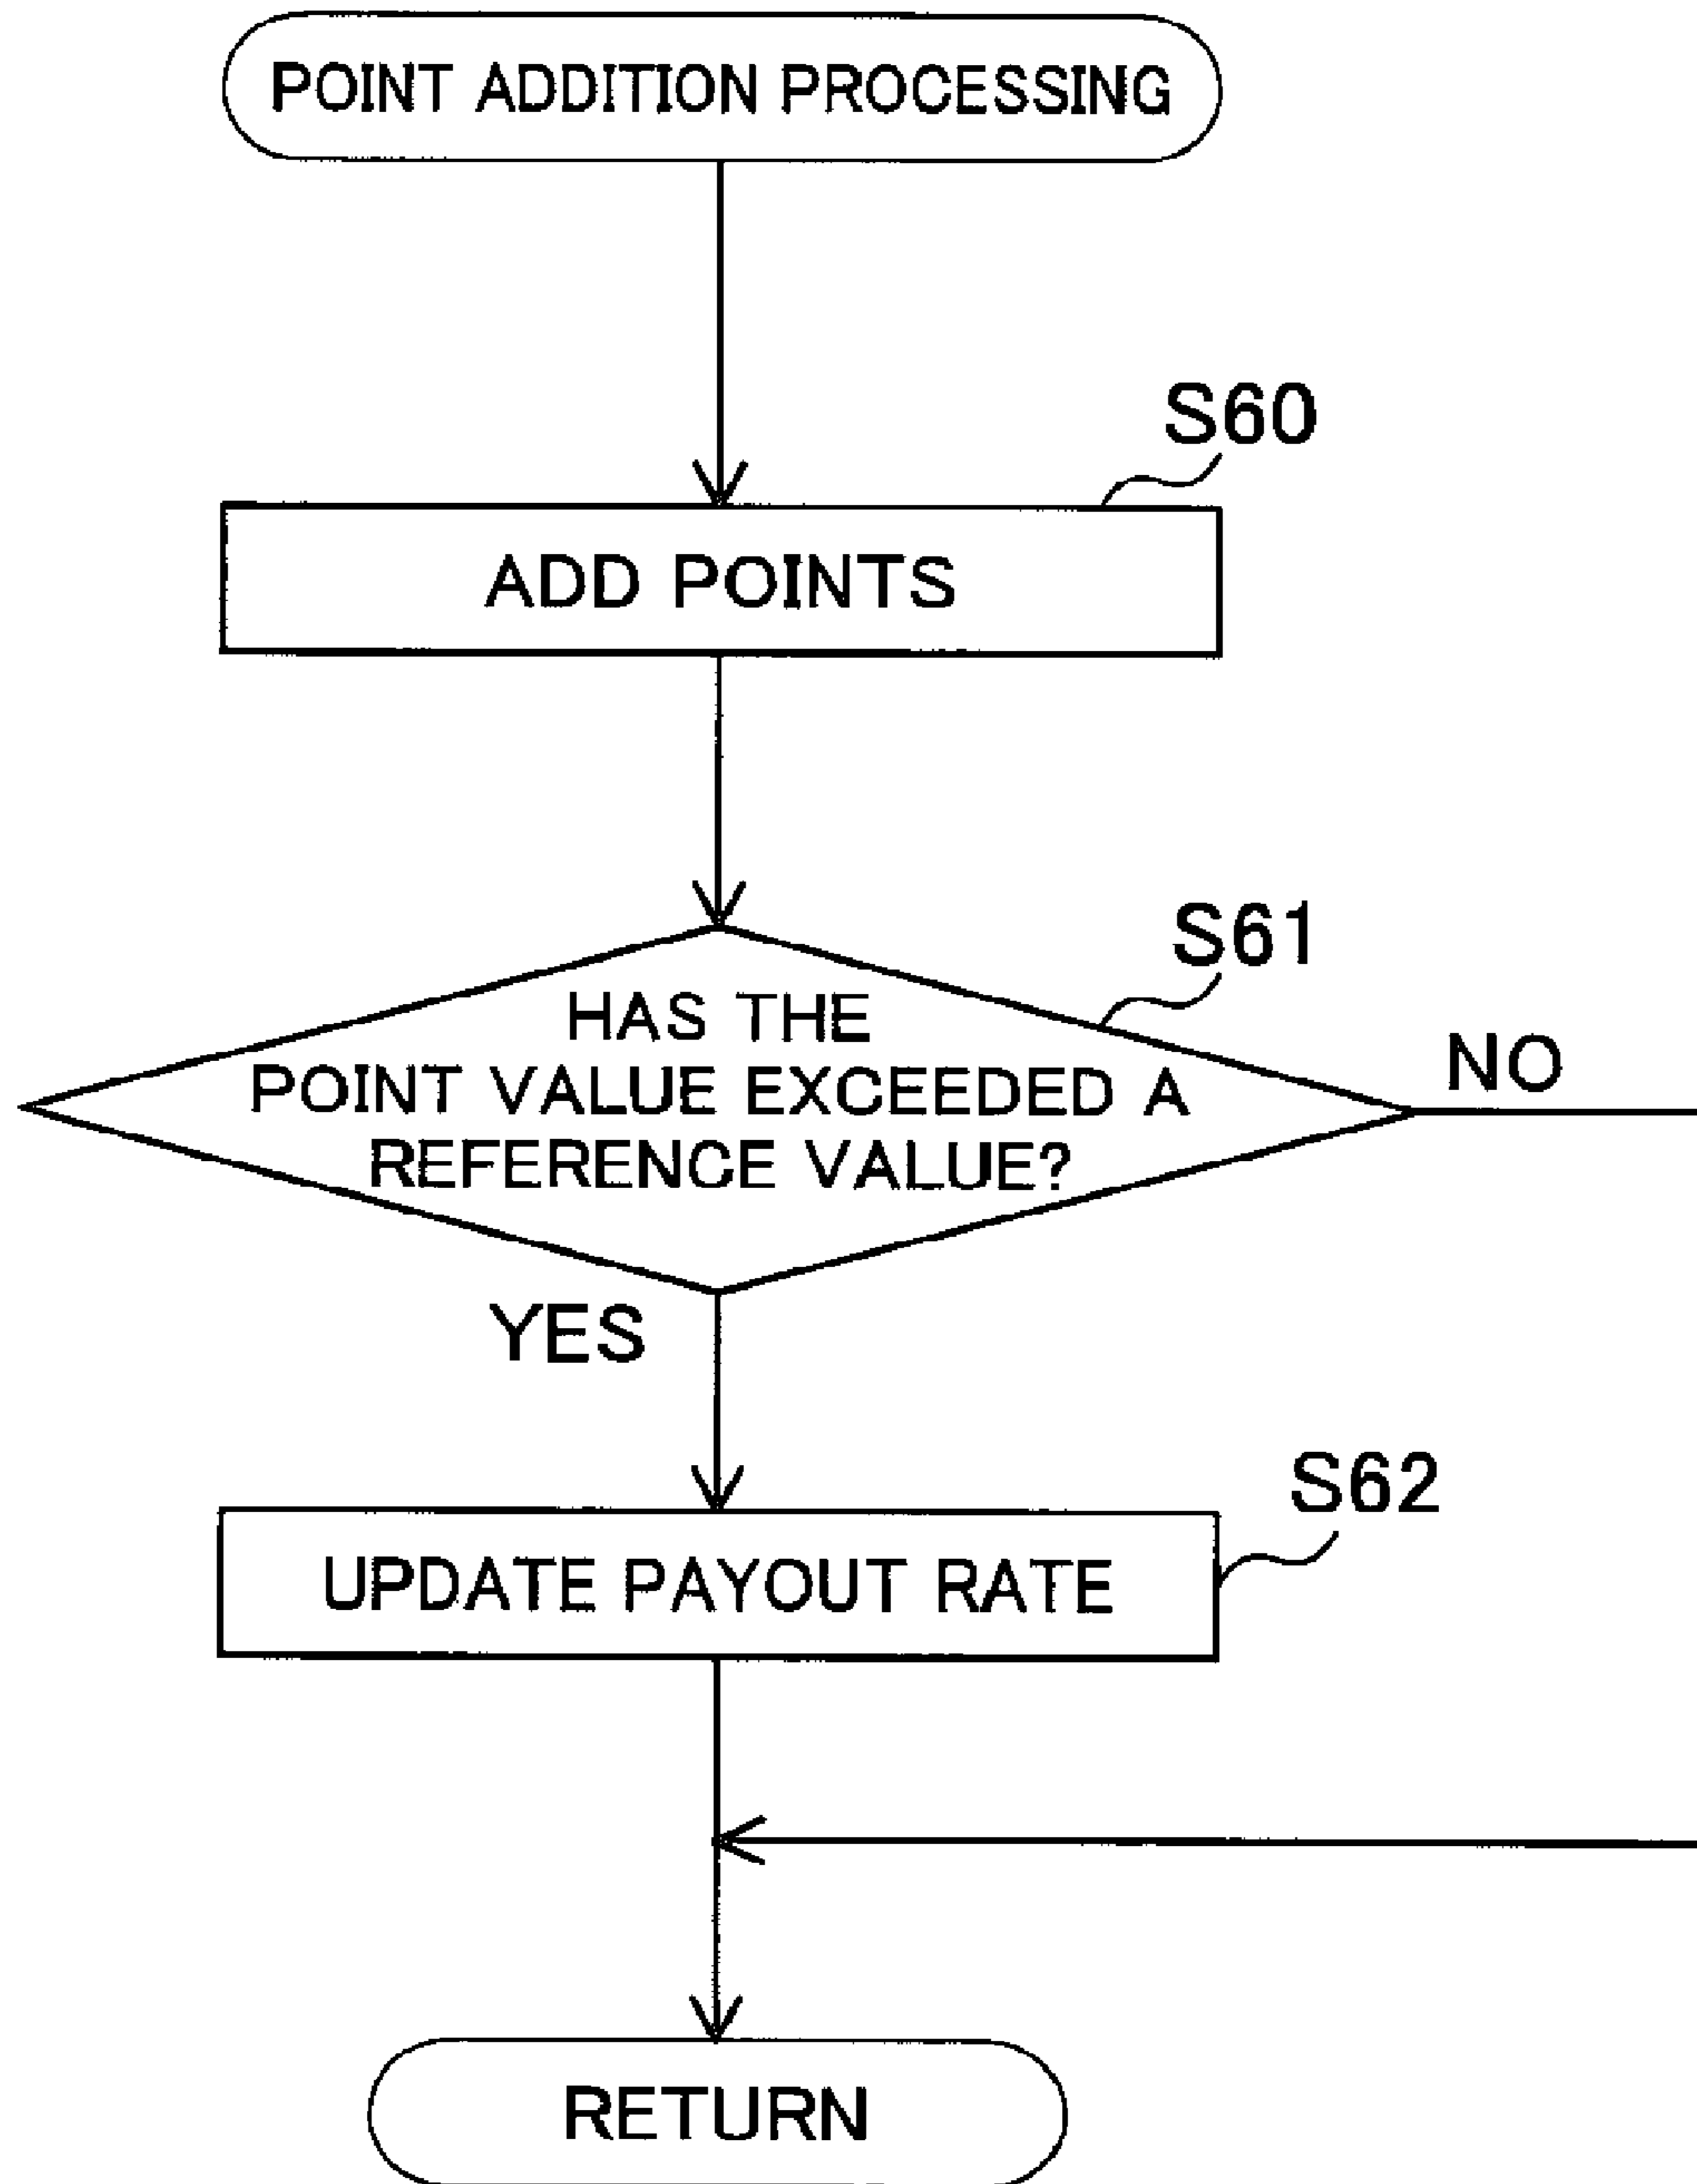 POINT ADDITION PROCESSING
S60
ADD POINTS
S61
HAS THE
POINT VALUE EXCEEDED A
REFERENCE VALUE?
NO
YES
S62
UPDATE PAYOUT RATE
RETURN